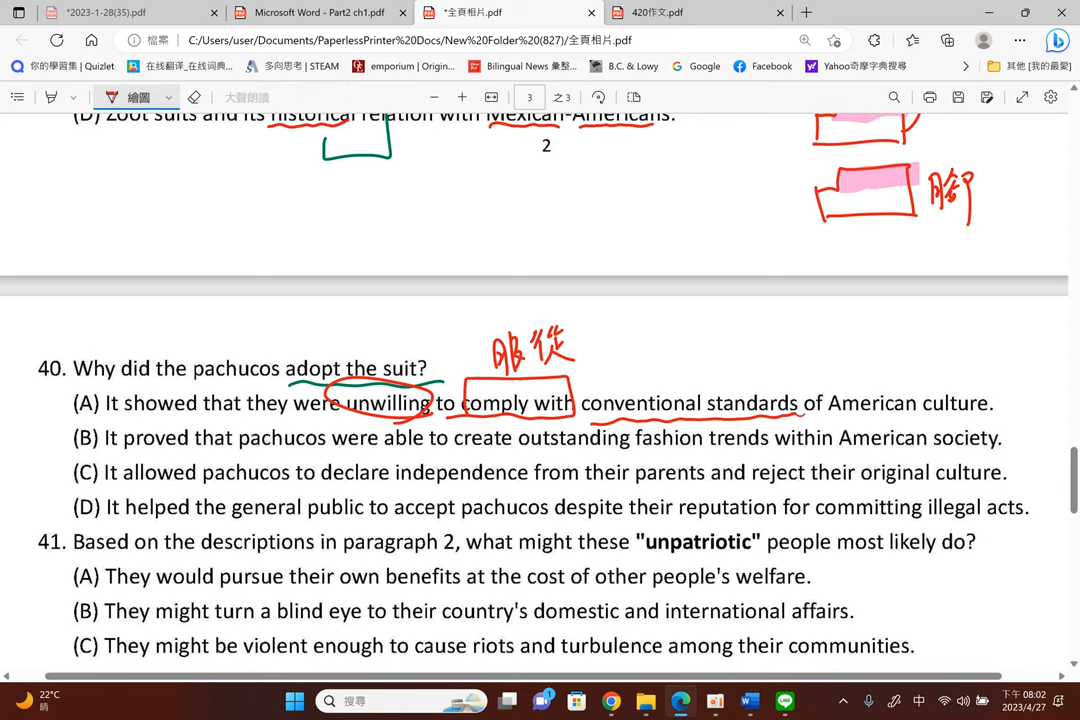 *2023-1-28(35).pdf
Microsoft Word - Part2 ch1.pdf
*全頁相片.pdf
420作文.pdf
檔案
C:/Users/user/Documents/PaperlessPrinter%20Docs/New%20Folder%20(827)/全頁相片.pdf
你的學習集 | Quizlet
在线翻译_在线词典...
多向思考 | STEAM
emporium | Origin...
Bilingual News 彙整...
B.C. & Lowy
Google
Facebook
Yahoo奇摩字典搜尋
其他 [我的最愛]
繪圖
大聲朗讀
3
之 3
(D) Zoot suits and its historical relation with Mexican-Americans.
2
腳
服從
40. Why did the pachucos adopt the suit?
(A) It showed that they were unwilling to comply with conventional standards of American culture.
(B) It proved that pachucos were able to create outstanding fashion trends within American society.
(C) It allowed pachucos to declare independence from their parents and reject their original culture.
(D) It helped the general public to accept pachucos despite their reputation for committing illegal acts.
41. Based on the descriptions in paragraph 2, what might these "unpatriotic" people most likely do?
(A) They would pursue their own benefits at the cost of other people's welfare.
(B) They might turn a blind eye to their country's domestic and international affairs.
(C) They might be violent enough to cause riots and turbulence among their communities.
22°C
晴
搜尋
1
中
下午 08:02
2023/4/27